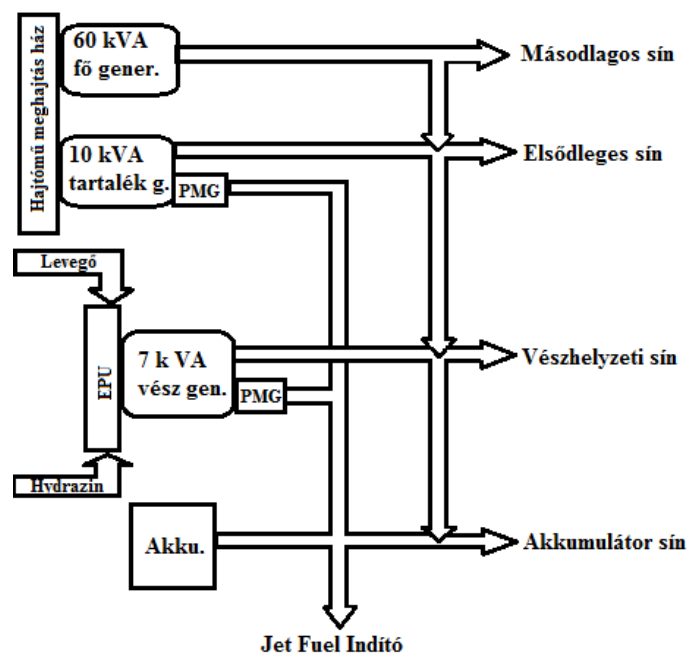 Hajtómű meghajtás ház
60 kVA
fő gener.
Másodlagos sín
10 kVA
tartalék g.
PMG
Elsődleges sín
Levegő
EPU
7 k VA
vész gen.
PMG
Vészhelyzeti sín
Hydrazin
Akku.
Akkumulátor sín
Jet Fuel Indító